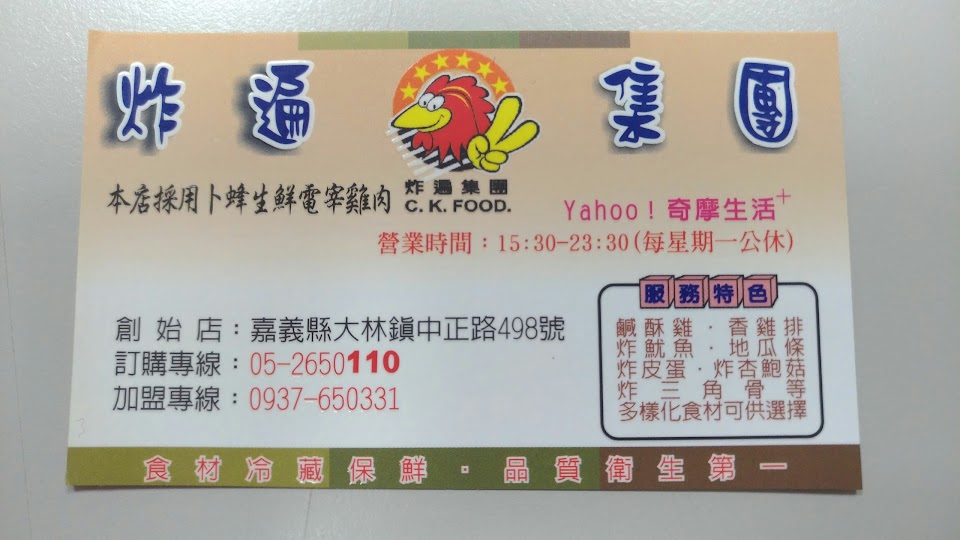 炸遍集團
炸遍集團
C. K. FOOD.
本店採用卜蜂生鮮電宰雞肉
Yahoo！奇摩生活+
營業時間：15:30-23:30(每星期一公休)
服務特色
鹹酥雞．香雞排
炸魷魚．地瓜條
炸皮蛋．炸杏鮑菇
炸三角骨等
多樣化食材可供選擇
創始店：嘉義縣大林鎮中正路498號
訂購專線：05-2650110
加盟專線：0937-650331
食材冷藏保鮮．品質衛生第一